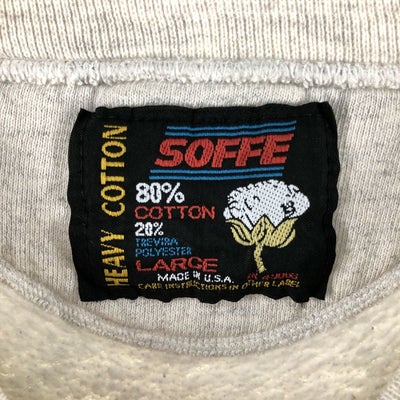 HEAVY COTTON
SOFFE
80%
COTTON
20%
TREVIRA
POLYESTER
LARGE
MADE IN U.S.A.
CARE INSTRUCTIONS IN OTHER LABEL